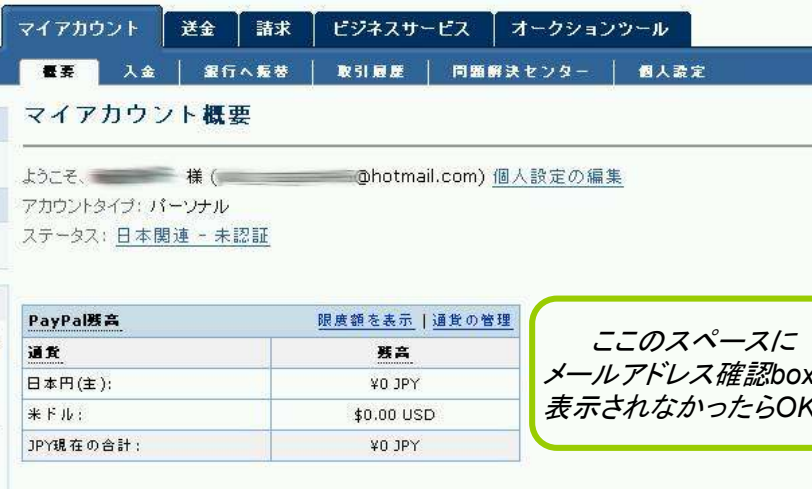 マイアカウント 送金 請求 ビジネスサービス オークションツール
概要 入金 銀行へ振替 取引履歴 問題解決センター 個人設定
マイアカウント概要
ようこそ、 様 ( @hotmail.com) 個人設定の編集
アカウントタイプ: パーソナル
ステータス: 日本関連 - 未認証
PayPal残高 限度額を表示 | 通貨の管理
通貨 残高
日本円(主): ¥0 JPY
米ドル: $0.00 USD
JPY現在の合計: ¥0 JPY
ここのスペースに
メールアドレス確認box
表示されなかったらOK